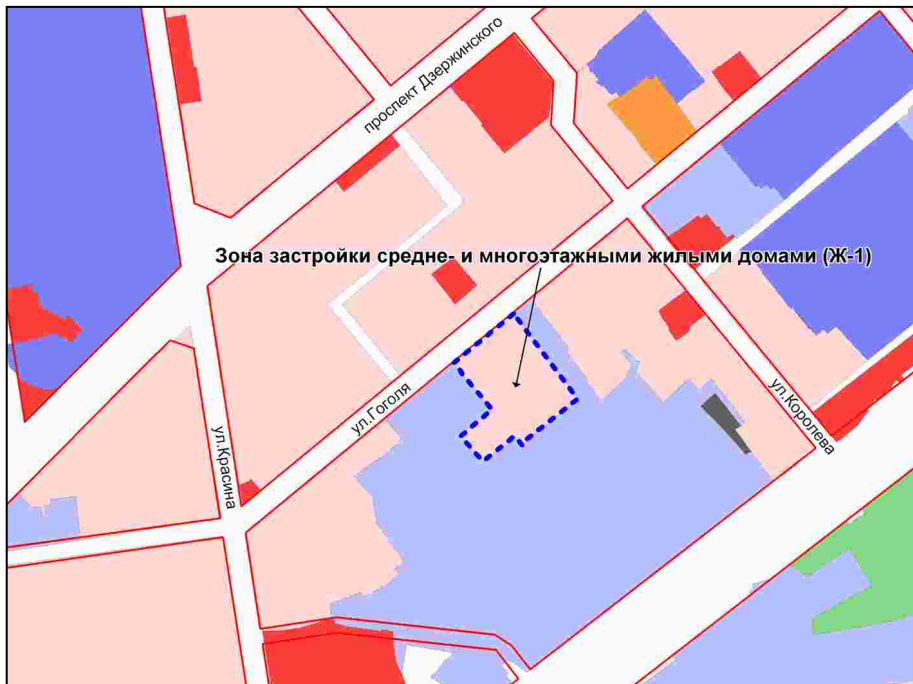 проспект Дзержинского
Зона застройки средне- и многоэтажными жилыми домами (Ж-1)
ул.Гоголя
ул.Королева
ул.Красина